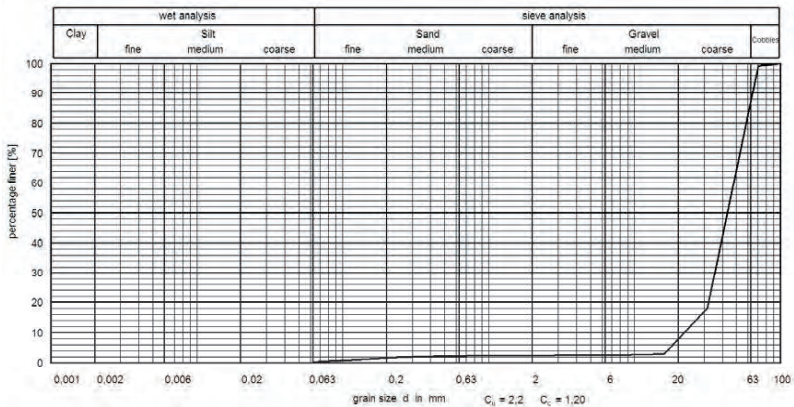 wet analysis sieve analysis
Clay Silt Sand Gravel Cobbles
fine medium coarse fine medium coarse fine medium coarse
percentage finer [%]
100
90
80
70
60
50
40
30
20
10
0
0.001 0.002 0.006 0.02 0,063 0.2 0,63 2 6 20 63 100
grain size d in mm Cu = 2,2 Cc = 1,20